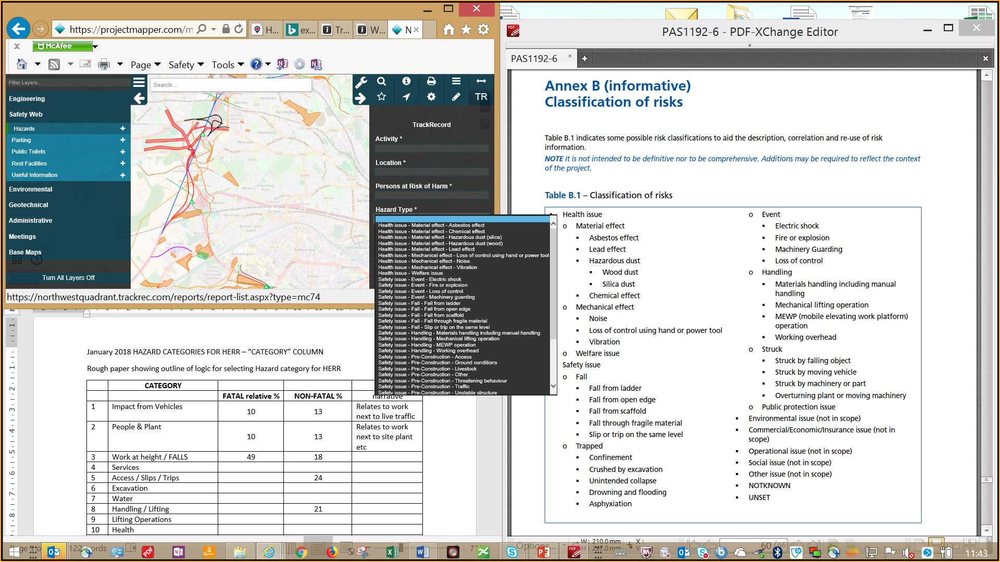 https://projectmapper.com/m
H...
ex...
Tr...
W...
N
McAfee
Page
Safety
Tools
Filter Layers...
Engineering
Safety Web
Hazards
Parking
Public Toilets
Rest Facilities
Useful Information
Environmental
Geotechnical
Administrative
Meetings
Base Maps
Turn All Layers Off
Search...
TR
TrackRecord
Activity *
Location *
Persons at Risk of Harm *
Hazard Type *
Health issue - Material effect - Asbestos effect
Health issue - Material effect - Chemical effect
Health issue - Material effect - Hazardous dust (silica)
Health issue - Material effect - Hazardous dust (wood)
Health issue - Material effect - Lead effect
Health issue - Mechanical effect - Loss of control using hand or power tool
Health issue - Mechanical effect - Noise
Health issue - Mechanical effect - Vibration
Health issue - Welfare issue
Safety issue - Event - Electric shock
Safety issue - Event - Fire or explosion
Safety issue - Event - Loss of control
Safety issue - Event - Machinery guarding
Safety issue - Fall - Fall from ladder
Safety issue - Fall - Fall from open edge
Safety issue - Fall - Fall from scaffold
Safety issue - Fall - Fall through fragile material
Safety issue - Fall - Slip or trip on the same level
Safety issue - Handling - Materials handling including manual handling
Safety issue - Handling - Mechanical lifting operation
Safety issue - Handling - MEWP operation
Safety issue - Handling - Working overhead
Safety issue - Pre-Construction - Access
Safety issue - Pre-Construction - Ground conditions
Safety issue - Pre-Construction - Livestock
Safety issue - Pre-Construction - Other
Safety issue - Pre-Construction - Threatening behaviour
Safety issue - Pre-Construction - Traffic
Safety issue - Pre-Construction - Unstable structure
Newtown
Pendlebury
Swinton
Eccles
Dumplington
Trafford Park
https://northwestquadrant.trackrec.com/reports/report-list.aspx?type=mc74
January 2018 HAZARD CATEGORIES FOR HERR – “CATEGORY” COLUMN
Rough paper showing outline of logic for selecting Hazard category for HERR
CATEGORY
FATAL relative % NON-FATAL % narrative
1 Impact from Vehicles 10 13 Relates to work
next to live traffic
2 People & Plant 10 13 Relates to work
next to site plant
etc
3 Work at height / FALLS 49 18
4 Services
5 Access / Slips / Trips 24
6 Excavation
7 Water
8 Handling / Lifting 21
9 Lifting Operations
10 Health
PAS1192-6 - PDF-XChange Editor
PAS1192-6
Annex B (informative)
Classification of risks
Table B.1 indicates some possible risk classifications to aid the description, correlation and re-use of risk
information.
NOTE It is not intended to be definitive nor to be comprehensive. Additions may be required to reflect the context
of the project.
Table B.1 – Classification of risks
Health issue
Material effect
Asbestos effect
Lead effect
Hazardous dust
Wood dust
Silica dust
Chemical effect
Mechanical effect
Noise
Loss of control using hand or power tool
Vibration
Welfare issue
Safety issue
Fall
Fall from ladder
Fall from open edge
Fall from scaffold
Fall through fragile material
Slip or trip on the same level
Trapped
Confinement
Crushed by excavation
Unintended collapse
Drowning and flooding
Asphyxiation
Event
Electric shock
Fire or explosion
Machinery Guarding
Loss of control
Handling
Materials handling including manual
handling
Mechanical lifting operation
MEWP (mobile elevating work platform)
operation
Working overhead
Struck
Struck by falling object
Struck by moving vehicle
Struck by machinery or part
Overturning plant or moving machinery
Public protection issue
Environmental issue (not in scope)
Commercial/Economic/Insurance issue (not in
scope)
Operational issue (not in scope)
Social issue (not in scope)
Other issue (not in scope)
NOTKNOWN
UNSET
Options...
W: 210.0 mm
H: 297.0 mm
X :
Y :
60 / 66
11:43